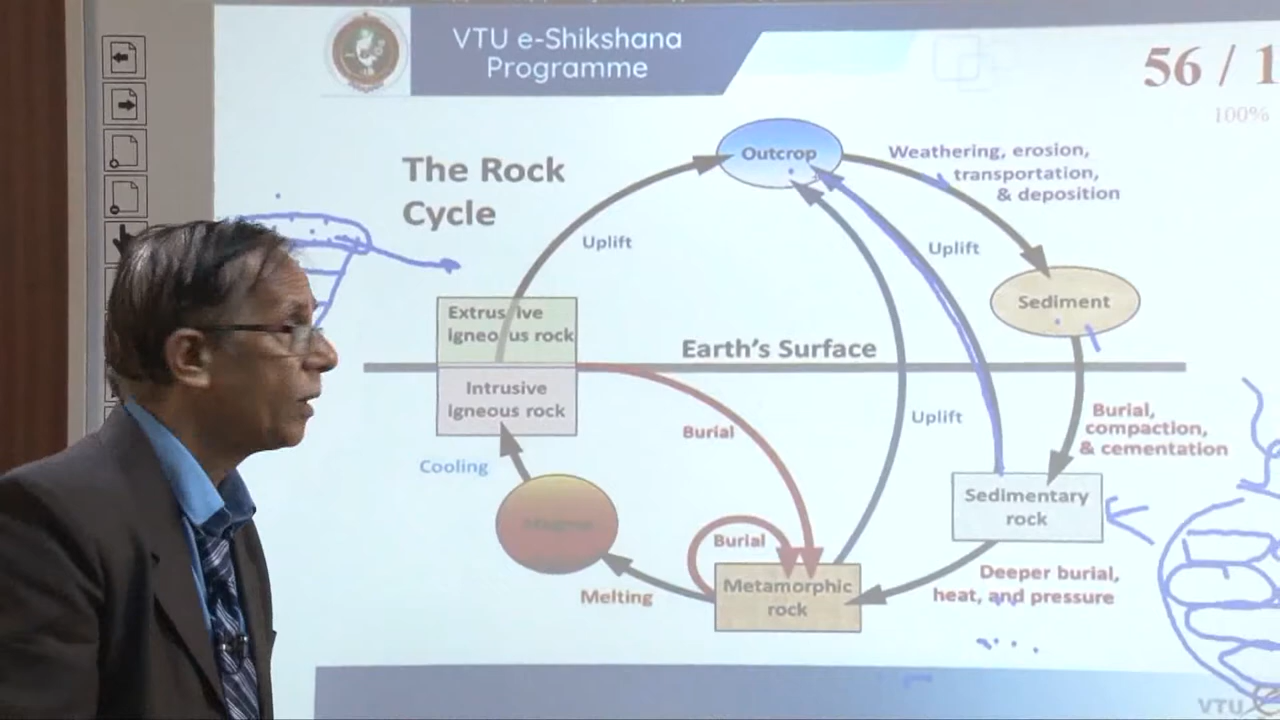 VTU e-Shikshana
Programme
56 / 1
100%
The Rock
Cycle
Outcrop
Weathering, erosion,
transportation,
& deposition
Uplift
Uplift
Sediment
Extrusive
igneous rock
Earth's Surface
Intrusive
igneous rock
Burial
Uplift
Burial,
compaction,
& cementation
Cooling
Sedimentary
rock
Burial
Melting
Metamorphic
rock
Deeper burial,
heat, and pressure
VTU